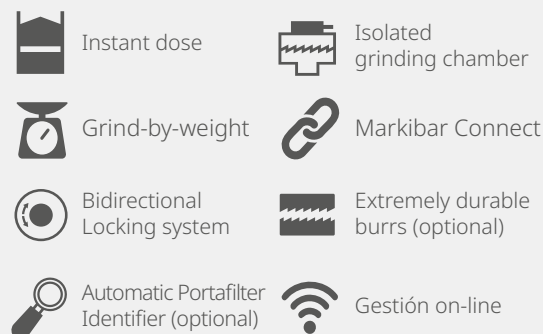 Instant dose
Isolated
grinding chamber
Grind-by-weight
Markibar Connect
Bidirectional
Locking system
Extremely durable
burrs (optional)
Automatic Portafilter
Identifier (optional)
Gestión on-line